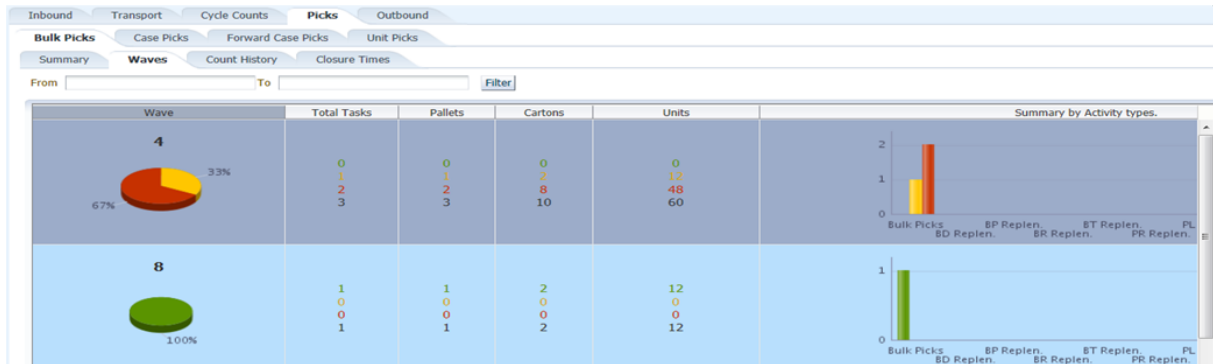 Inbound Transport Cycle Counts Picks Outbound
Bulk Picks Case Picks Forward Case Picks Unit Picks
Summary Waves Count History Closure Times
From To Filter
Wave Total Tasks Pallets Cartons Units Summary by Activity types.
4
33%
67%
0 0 0 0
1 1 2 12
2 2 8 48
3 3 10 60
2
1
0
Bulk Picks BP Replen. BT Replen. PL
BD Replen. BR Replen. PR Replen.
8
100%
1 1 2 12
0 0 0 0
0 0 0 0
1 1 2 12
1
0
Bulk Picks BP Replen. BT Replen. PL
BD Replen. BR Replen. PR Replen.